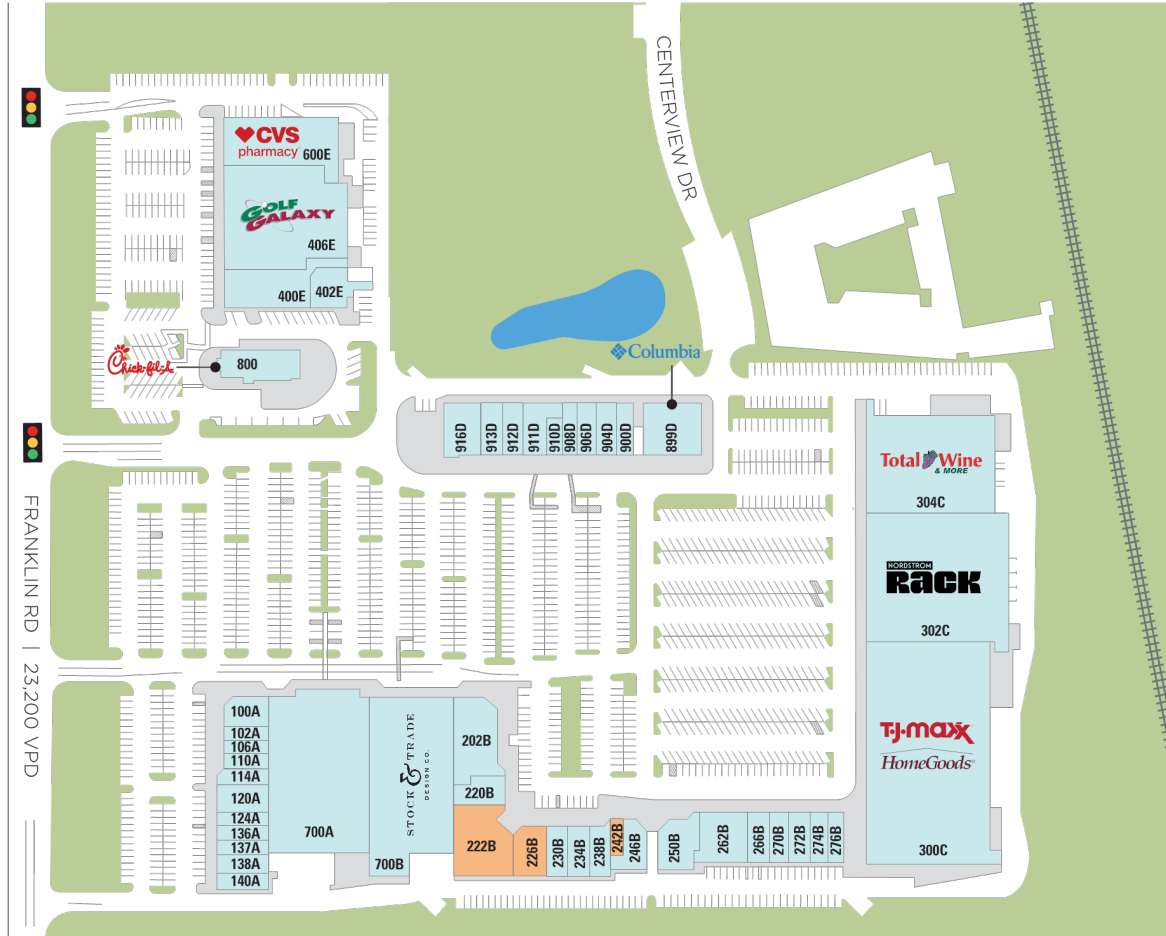 CENTERVIEW DR
CVS
pharmacy
600E
GOLF
GALAXY
406E
400E
402E
Chick-fil-A
800
Columbia
916D
913D
912D
911D
910D
908D
906D
904D
900D
899D
Total Wine
& MORE
304C
NORDSTROM
RACK
302C
T·J·maxx
HomeGoods
300C
FRANKLIN RD | 23,200 VPD
100A
102A
106A
110A
114A
120A
124A
136A
137A
138A
140A
700A
STOCK & TRADE
DESIGN CO.
700B
202B
220B
222B
226B
230B
234B
238B
242B
246B
250B
262B
266B
270B
272B
274B
276B